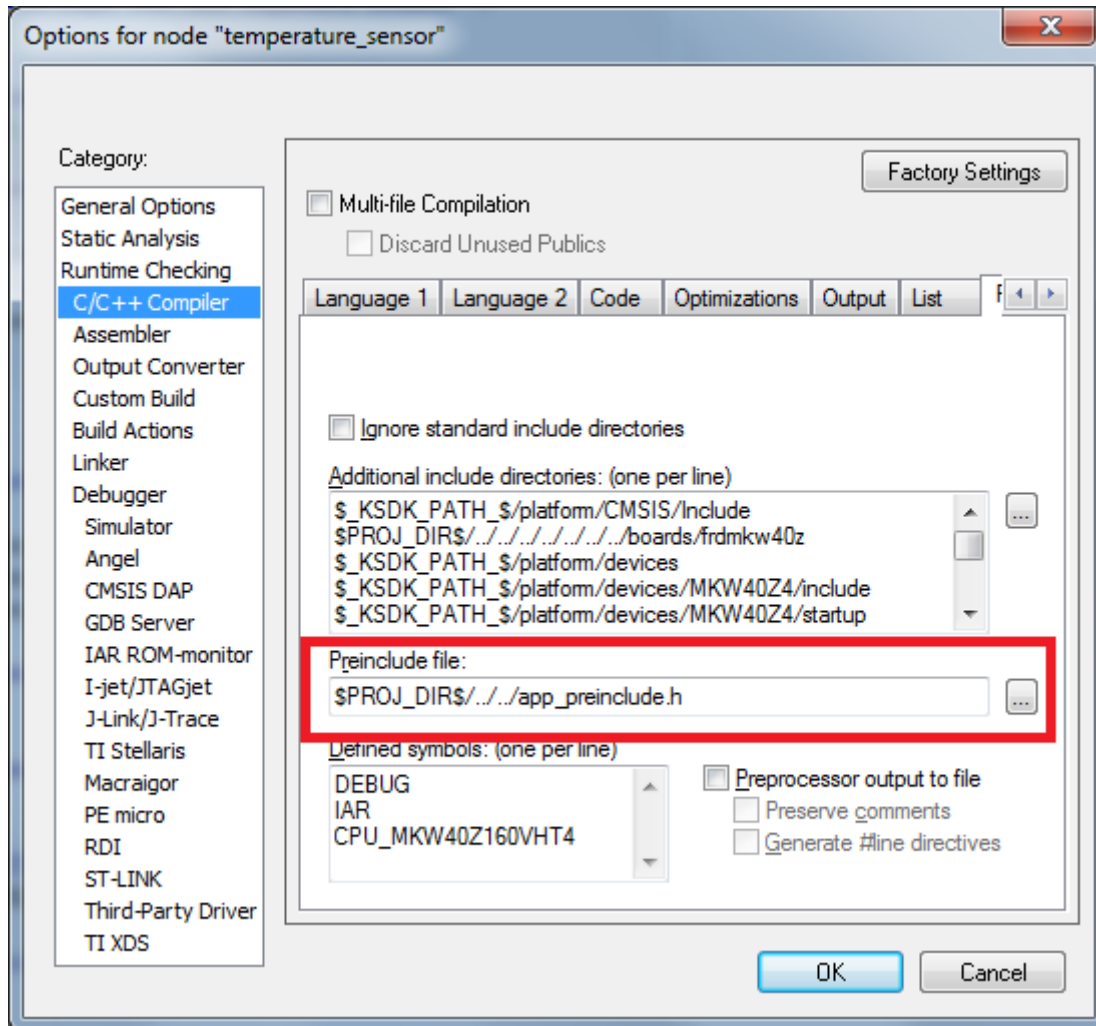 Options for node "temperature_sensor"
Category:
General Options
Static Analysis
Runtime Checking
C/C++ Compiler
Assembler
Output Converter
Custom Build
Build Actions
Linker
Debugger
Simulator
Angel
CMSIS DAP
GDB Server
IAR ROM-monitor
I-jet/JTAGjet
J-Link/J-Trace
TI Stellaris
Macraigor
PE micro
RDI
ST-LINK
Third-Party Driver
TI XDS
Factory Settings
Multi-file Compilation
Discard Unused Publics
Language 1 Language 2 Code Optimizations Output List
Ignore standard include directories
Additional include directories: (one per line)
$_KSDK_PATH_$/platform/CMSIS/Include
$PROJ_DIR$/../../../../../../../boards/frdmkw40z
$_KSDK_PATH_$/platform/devices
$_KSDK_PATH_$/platform/devices/MKW40Z4/include
$_KSDK_PATH_$/platform/devices/MKW40Z4/startup
...
Preinclude file:
$PROJ_DIR$/../../app_preinclude.h
...
Defined symbols: (one per line)
DEBUG
IAR
CPU_MKW40Z160VHT4
Preprocessor output to file
Preserve comments
Generate #line directives
OK Cancel